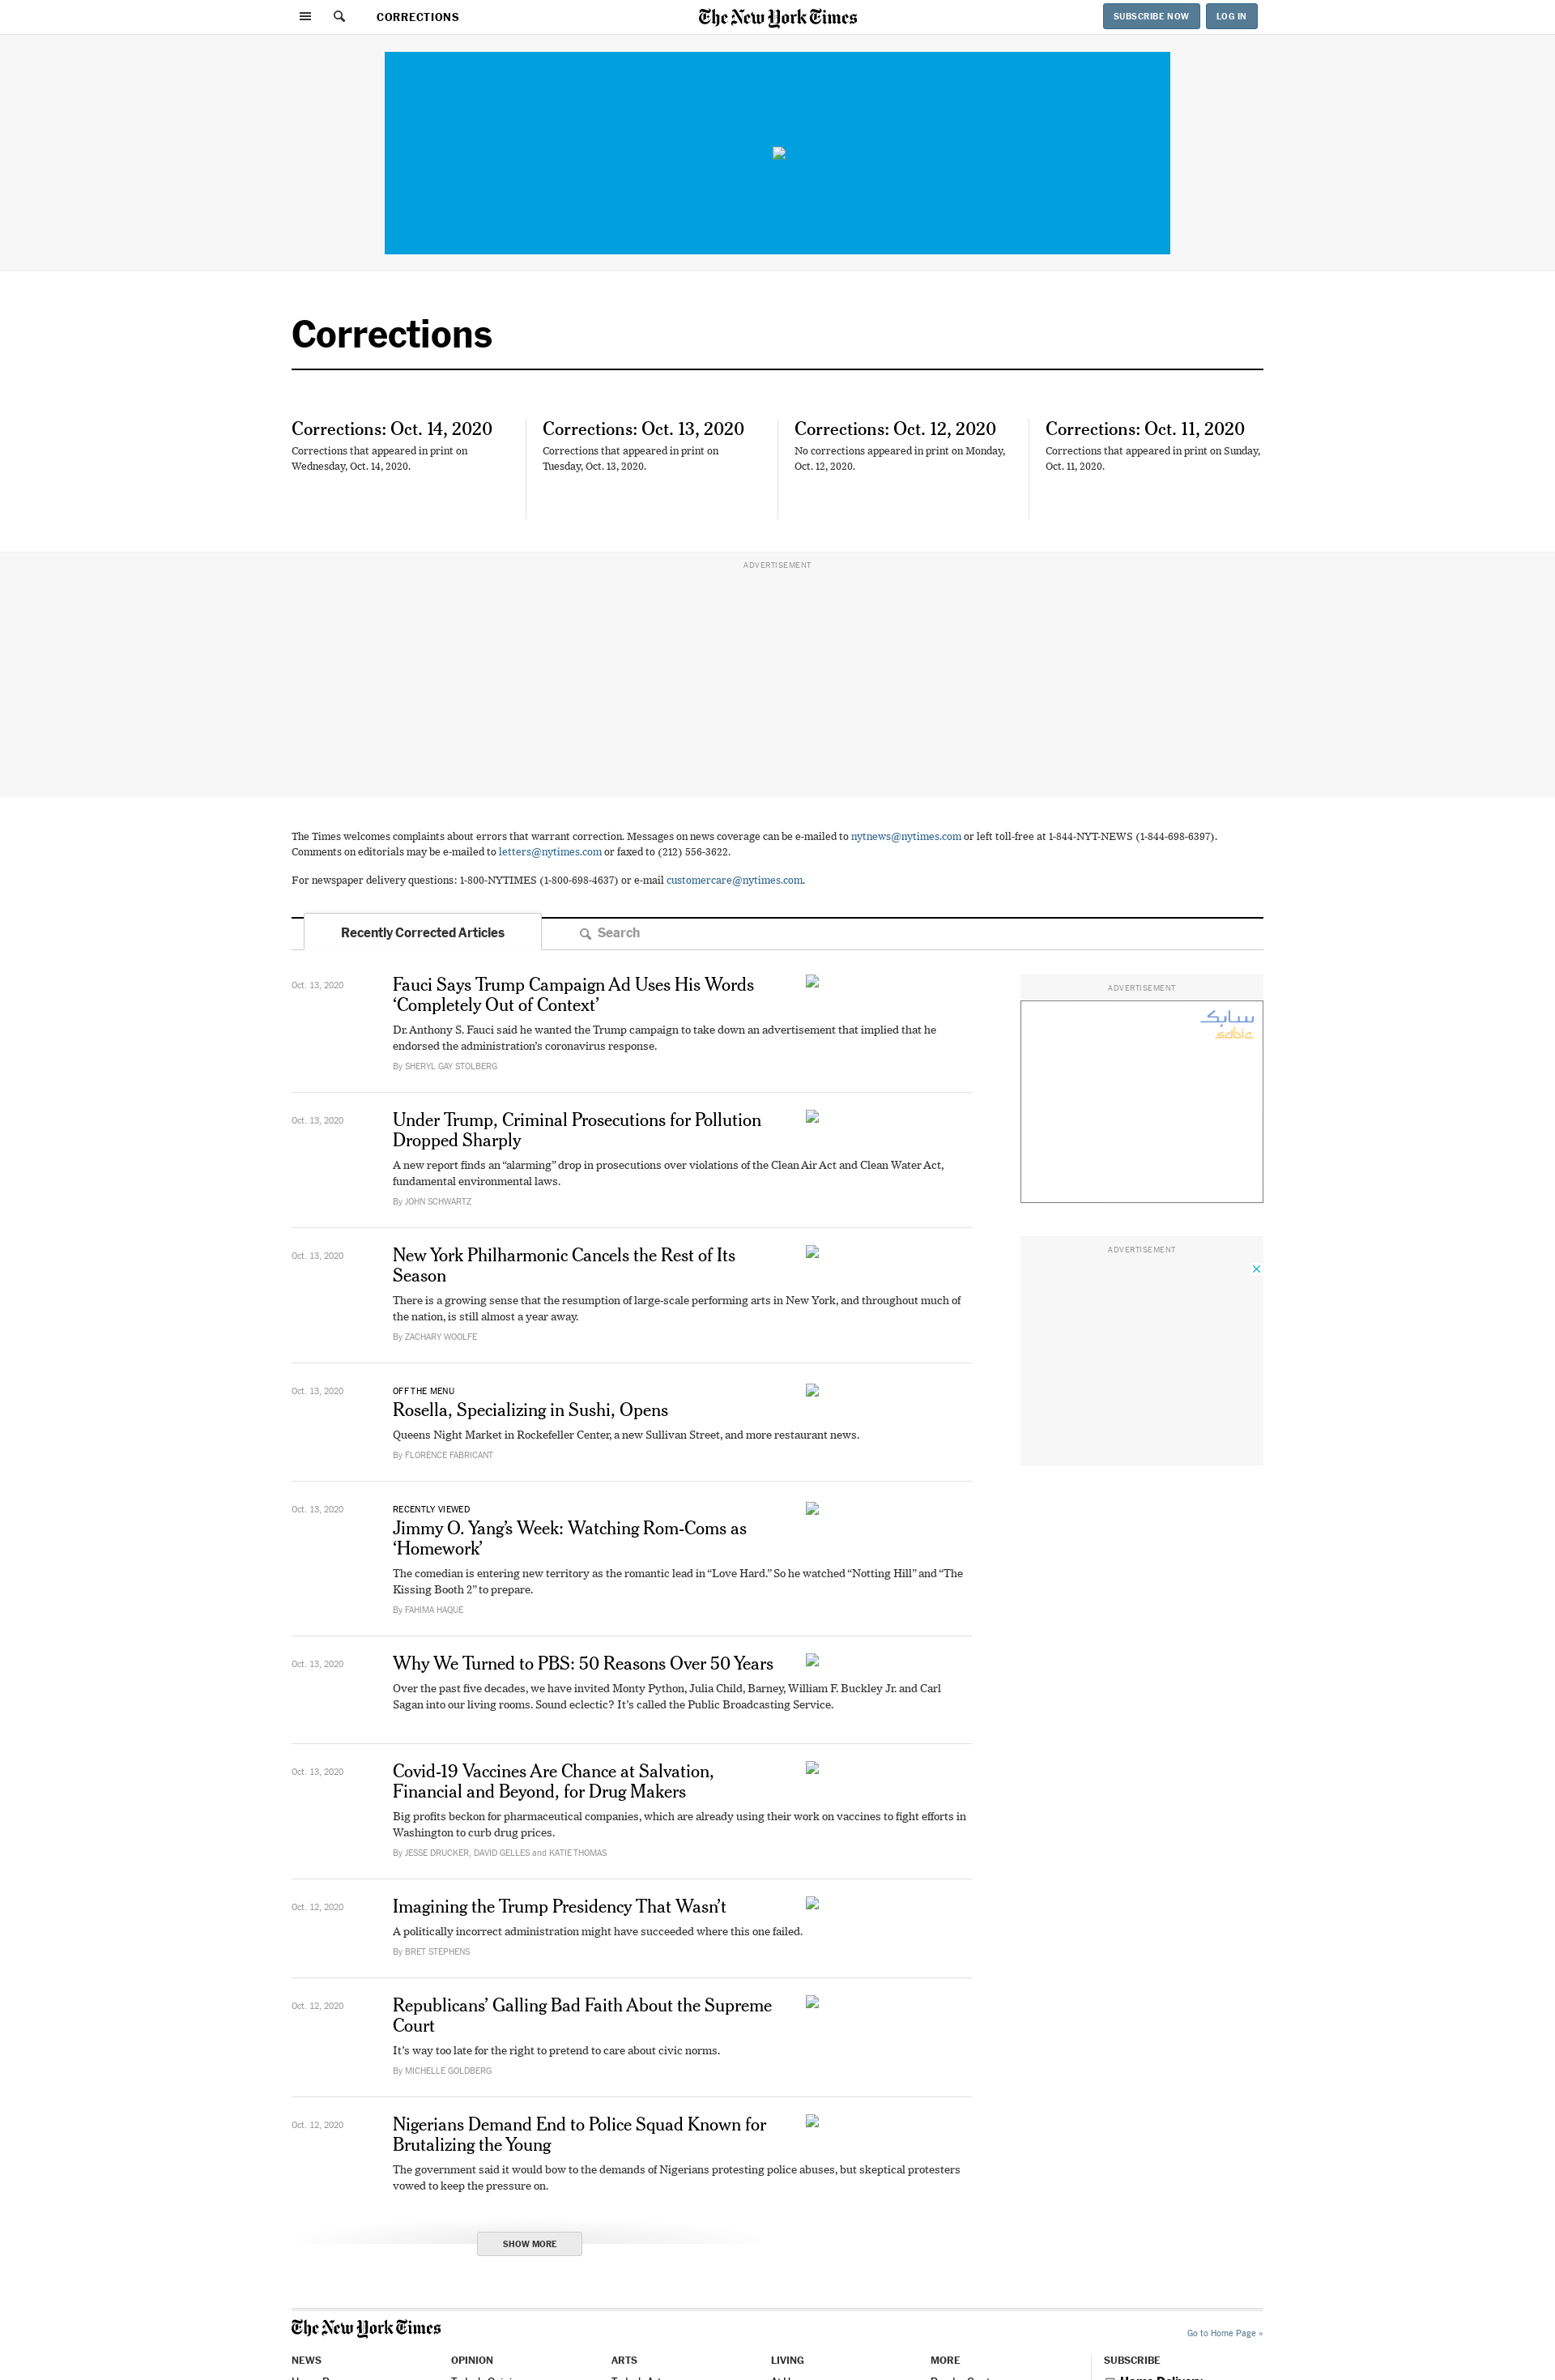 CORRECTIONS
The New York Times
SUBSCRIBE NOW
LOG IN
Corrections
Corrections: Oct. 14, 2020
Corrections that appeared in print on
Wednesday, Oct. 14, 2020.
Corrections: Oct. 13, 2020
Corrections that appeared in print on
Tuesday, Oct. 13, 2020.
Corrections: Oct. 12, 2020
No corrections appeared in print on Monday,
Oct. 12, 2020.
Corrections: Oct. 11, 2020
Corrections that appeared in print on Sunday,
Oct. 11, 2020.
ADVERTISEMENT
The Times welcomes complaints about errors that warrant correction. Messages on news coverage can be e-mailed to nytnews@nytimes.com or left toll-free at 1-844-NYT-NEWS (1-844-698-6397).
Comments on editorials may be e-mailed to letters@nytimes.com or faxed to (212) 556-3622.
For newspaper delivery questions: 1-800-NYTIMES (1-800-698-4637) or e-mail customercare@nytimes.com.
Recently Corrected Articles
Search
Oct. 13, 2020
Fauci Says Trump Campaign Ad Uses His Words
‘Completely Out of Context’
Dr. Anthony S. Fauci said he wanted the Trump campaign to take down an advertisement that implied that he
endorsed the administration’s coronavirus response.
By SHERYL GAY STOLBERG
Oct. 13, 2020
Under Trump, Criminal Prosecutions for Pollution
Dropped Sharply
A new report finds an “alarming” drop in prosecutions over violations of the Clean Air Act and Clean Water Act,
fundamental environmental laws.
By JOHN SCHWARTZ
Oct. 13, 2020
New York Philharmonic Cancels the Rest of Its
Season
There is a growing sense that the resumption of large-scale performing arts in New York, and throughout much of
the nation, is still almost a year away.
By ZACHARY WOOLFE
Oct. 13, 2020
OFF THE MENU
Rosella, Specializing in Sushi, Opens
Queens Night Market in Rockefeller Center, a new Sullivan Street, and more restaurant news.
By FLORENCE FABRICANT
Oct. 13, 2020
RECENTLY VIEWED
Jimmy O. Yang’s Week: Watching Rom-Coms as
‘Homework’
The comedian is entering new territory as the romantic lead in “Love Hard.” So he watched “Notting Hill” and “The
Kissing Booth 2” to prepare.
By FAHIMA HAQUE
Oct. 13, 2020
Why We Turned to PBS: 50 Reasons Over 50 Years
Over the past five decades, we have invited Monty Python, Julia Child, Barney, William F. Buckley Jr. and Carl
Sagan into our living rooms. Sound eclectic? It’s called the Public Broadcasting Service.
Oct. 13, 2020
Covid-19 Vaccines Are Chance at Salvation,
Financial and Beyond, for Drug Makers
Big profits beckon for pharmaceutical companies, which are already using their work on vaccines to fight efforts in
Washington to curb drug prices.
By JESSE DRUCKER, DAVID GELLES and KATIE THOMAS
Oct. 12, 2020
Imagining the Trump Presidency That Wasn’t
A politically incorrect administration might have succeeded where this one failed.
By BRET STEPHENS
Oct. 12, 2020
Republicans’ Galling Bad Faith About the Supreme
Court
It’s way too late for the right to pretend to care about civic norms.
By MICHELLE GOLDBERG
Oct. 12, 2020
Nigerians Demand End to Police Squad Known for
Brutalizing the Young
The government said it would bow to the demands of Nigerians protesting police abuses, but skeptical protesters
vowed to keep the pressure on.
SHOW MORE
ADVERTISEMENT
سابك
sabic
ADVERTISEMENT
The New York Times
Go to Home Page »
NEWS
OPINION
ARTS
LIVING
MORE
SUBSCRIBE